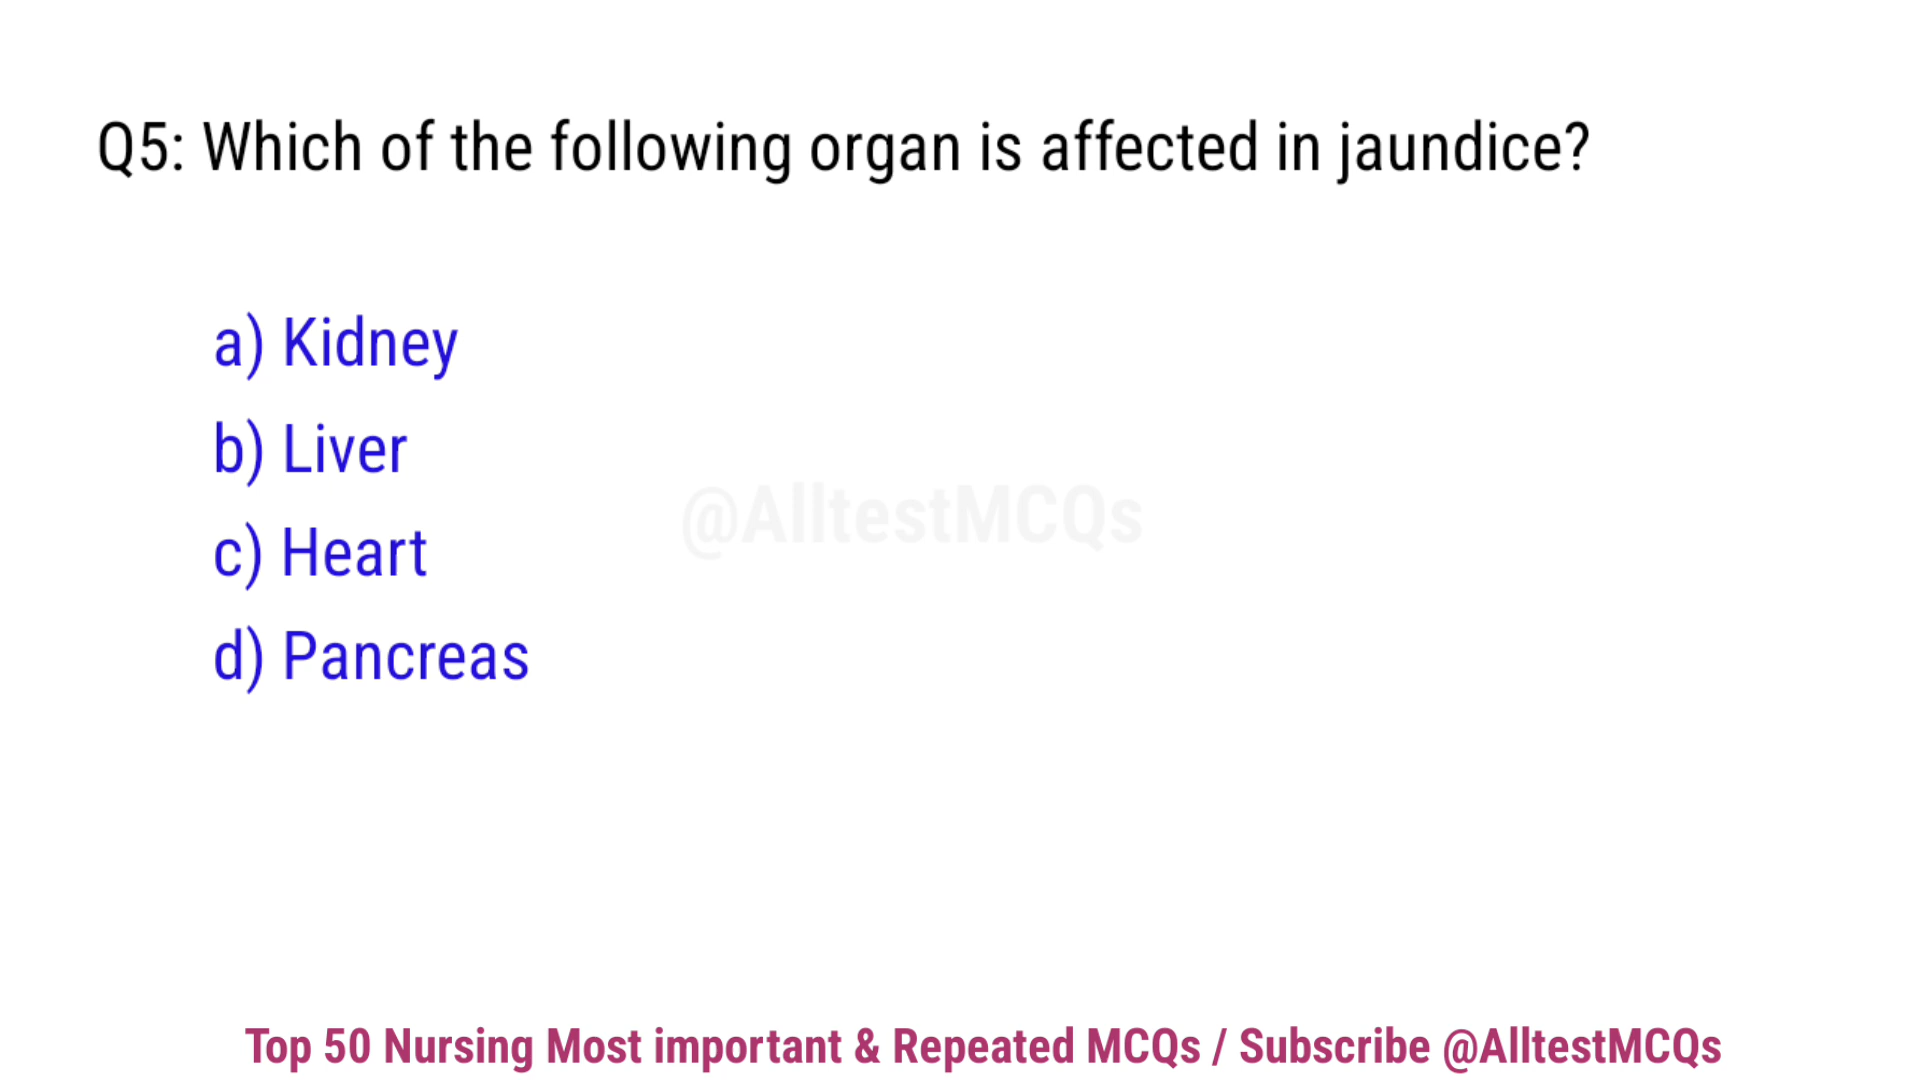 Q5: Which of the following organ is affected in jaundice?
a) Kidney
b) Liver
@AlltestMCQs
c) Heart
d) Pancreas
Top 50 Nursing Most important & Repeated MCQs / Subscribe @AlltestMCQs